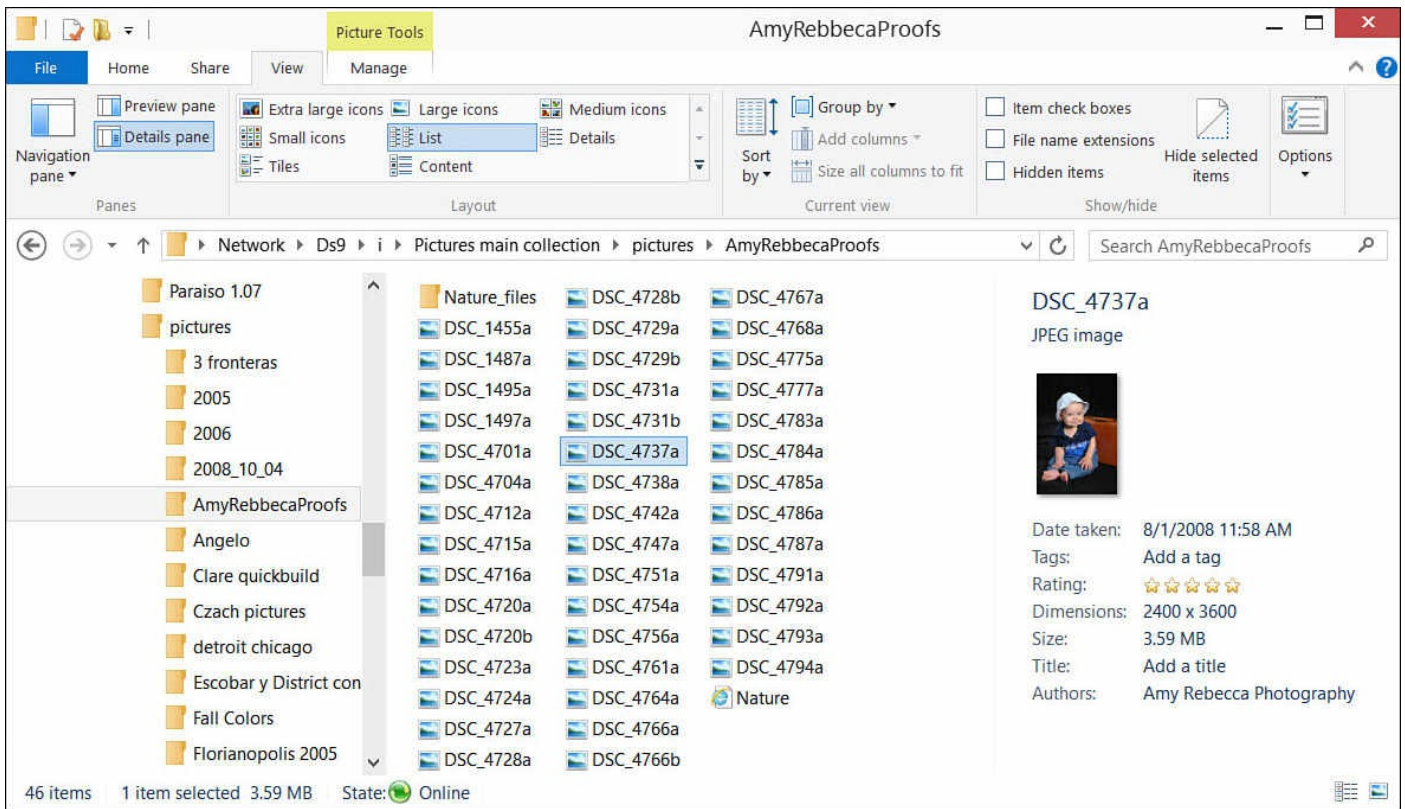 Picture Tools
AmyRebbecaProofs
File
Home
Share
View
Manage
Navigation pane
Preview pane
Details pane
Panes
Extra large icons
Large icons
Medium icons
Small icons
List
Details
Tiles
Content
Layout
Sort by
Group by
Add columns
Size all columns to fit
Current view
Item check boxes
File name extensions
Hidden items
Hide selected items
Show/hide
Options
Network
Ds9
i
Pictures main collection
pictures
AmyRebbecaProofs
Search AmyRebbecaProofs
Paraiso 1.07
pictures
3 fronteras
2005
2006
2008_10_04
AmyRebbecaProofs
Angelo
Clare quickbuild
Czach pictures
detroit chicago
Escobar y District con
Fall Colors
Florianopolis 2005
Nature_files
DSC_1455a
DSC_1487a
DSC_1495a
DSC_1497a
DSC_4701a
DSC_4704a
DSC_4712a
DSC_4715a
DSC_4716a
DSC_4720a
DSC_4720b
DSC_4723a
DSC_4724a
DSC_4727a
DSC_4728a
DSC_4728b
DSC_4729a
DSC_4729b
DSC_4731a
DSC_4731b
DSC_4737a
DSC_4738a
DSC_4742a
DSC_4747a
DSC_4751a
DSC_4754a
DSC_4756a
DSC_4761a
DSC_4764a
DSC_4766a
DSC_4766b
DSC_4767a
DSC_4768a
DSC_4775a
DSC_4777a
DSC_4783a
DSC_4784a
DSC_4785a
DSC_4786a
DSC_4787a
DSC_4791a
DSC_4792a
DSC_4793a
DSC_4794a
Nature
DSC_4737a
JPEG image
Date taken: 8/1/2008 11:58 AM
Tags: Add a tag
Rating:
Dimensions: 2400 x 3600
Size: 3.59 MB
Title: Add a title
Authors: Amy Rebecca Photography
46 items 1 item selected 3.59 MB State: Online